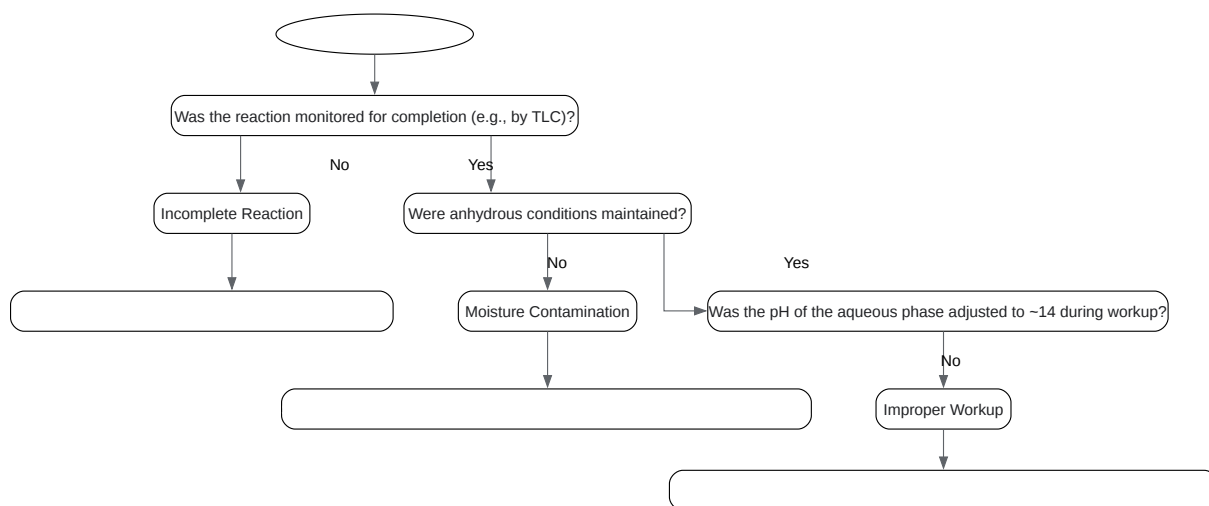 Was the reaction monitored for completion (e.g., by TLC)?
No
Yes
Incomplete Reaction
Were anhydrous conditions maintained?
No
Yes
Moisture Contamination
Was the pH of the aqueous phase adjusted to ~14 during workup?
No
Improper Workup